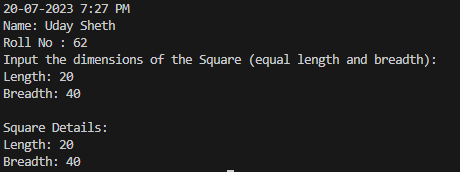 20-07-2023 7:27 PM
Name: Uday Sheth
Roll No : 62
Input the dimensions of the Square (equal length and breadth):
Length: 20
Breadth: 40
Square Details:
Length: 20
Breadth: 40